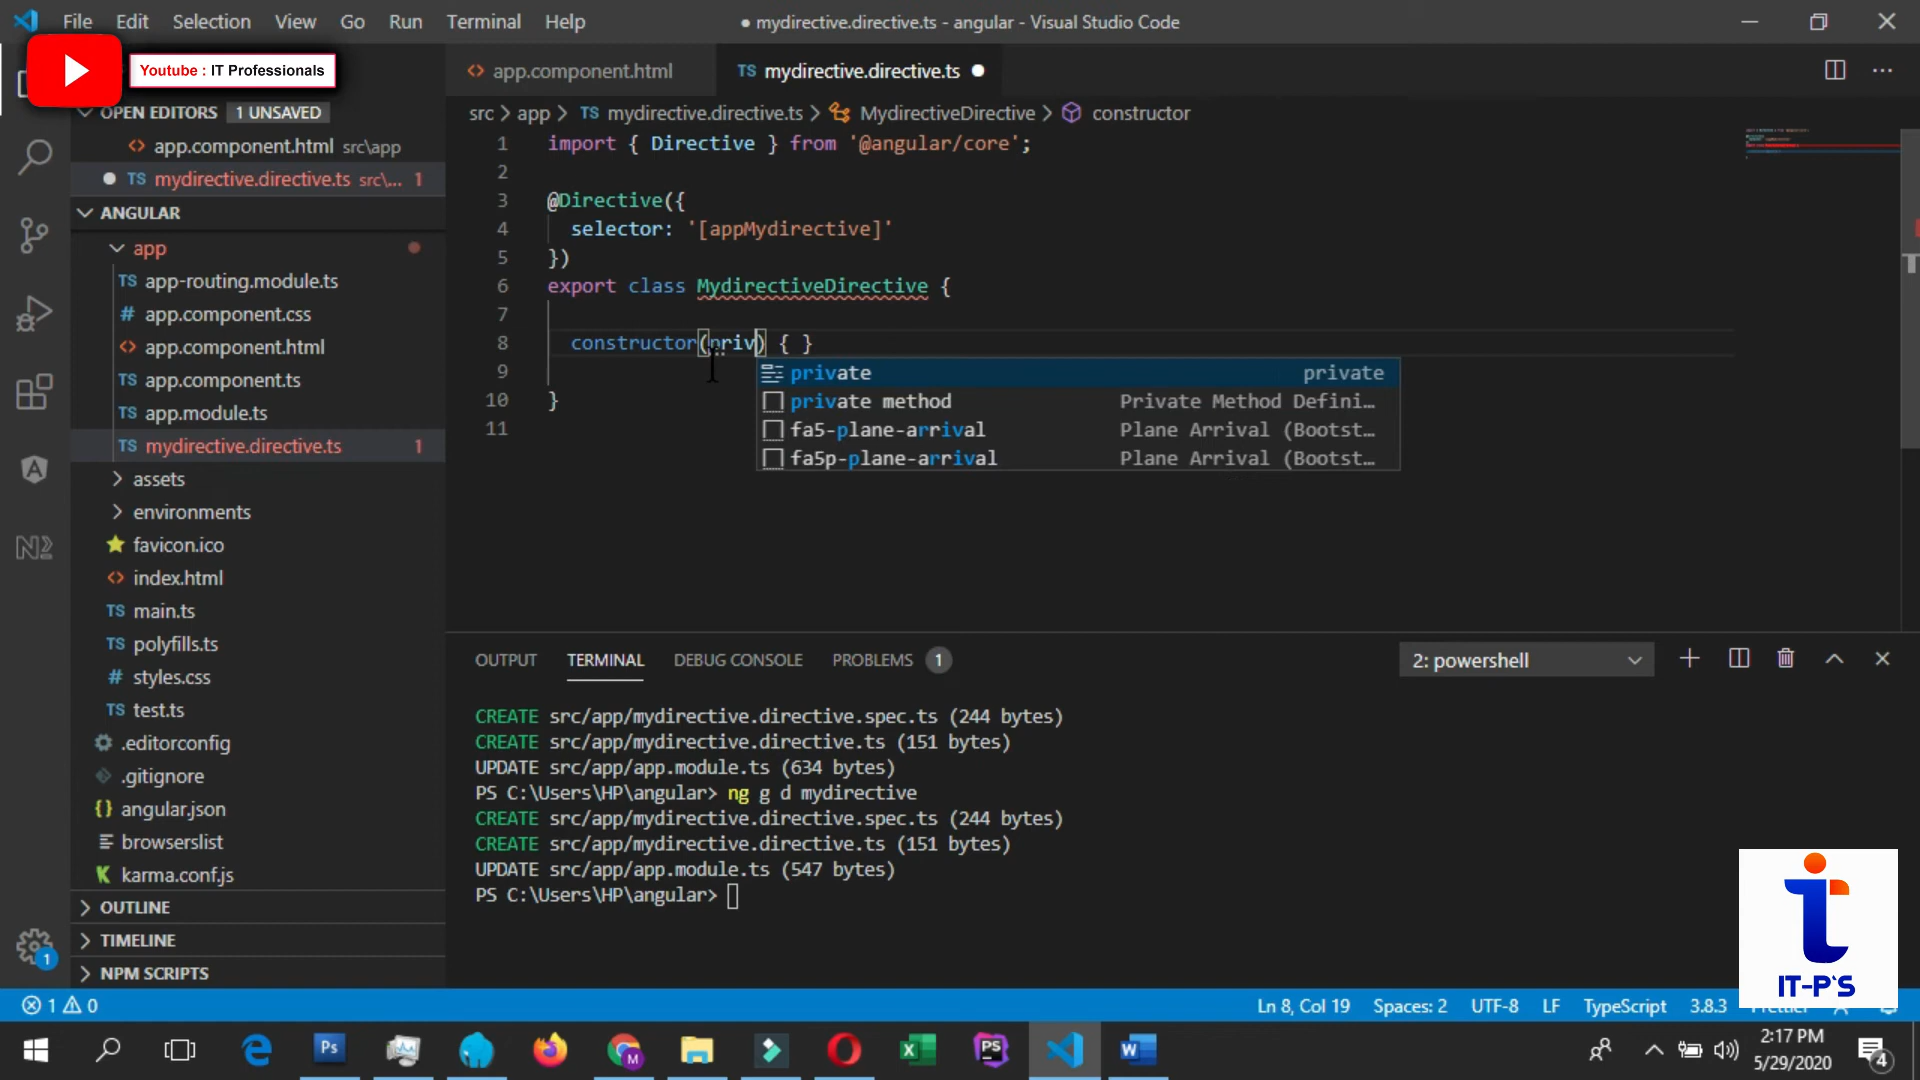 File Edit Selection View Go Run Terminal Help
● mydirective.directive.ts - angular - Visual Studio Code
Youtube : IT Professionals
app.component.html
TS mydirective.directive.ts
OPEN EDITORS 1 UNSAVED
app.component.html src\app
TS mydirective.directive.ts src\... 1
ANGULAR
app
TS app-routing.module.ts
# app.component.css
app.component.html
TS app.component.ts
TS app.module.ts
TS mydirective.directive.ts 1
assets
environments
favicon.ico
index.html
TS main.ts
TS polyfills.ts
# styles.css
TS test.ts
.editorconfig
.gitignore
{} angular.json
browserslist
K karma.conf.js
OUTLINE
TIMELINE
NPM SCRIPTS
src > app > TS mydirective.directive.ts > MydirectiveDirective > constructor
1 import { Directive } from '@angular/core';
2
3 @Directive({
4 selector: '[appMydirective]'
5 })
6 export class MydirectiveDirective {
7
8 constructor(priv) { }
9
10 }
11
private private
private method Private Method Defini...
fa5-plane-arrival Plane Arrival (Bootst...
fa5p-plane-arrival Plane Arrival (Bootst...
OUTPUT TERMINAL DEBUG CONSOLE PROBLEMS 1
2: powershell
CREATE src/app/mydirective.directive.spec.ts (244 bytes)
CREATE src/app/mydirective.directive.ts (151 bytes)
UPDATE src/app/app.module.ts (634 bytes)
PS C:\Users\HP\angular> ng g d mydirective
CREATE src/app/mydirective.directive.spec.ts (244 bytes)
CREATE src/app/mydirective.directive.ts (151 bytes)
UPDATE src/app/app.module.ts (547 bytes)
PS C:\Users\HP\angular>
IT-P'S
1
1 0
Ln 8, Col 19 Spaces: 2 UTF-8 LF TypeScript 3.8.3
Ps
M
PS
W
2:17 PM
5/29/2020
4